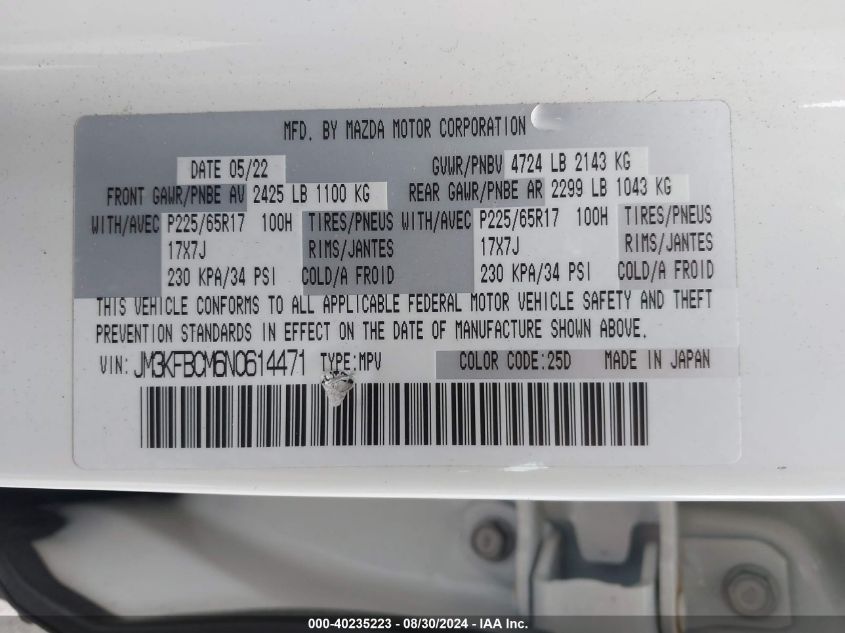 MFD. BY MAZDA MOTOR CORPORATION
DATE 05/22 GVWR/PNBV 4724 LB 2143 KG
FRONT GAWR/PNBE AV 2425 LB 1100 KG REAR GAWR/PNBE AR 2299 LB 1043 KG
WITH/AVEC P225/65R17 100H TIRES/PNEUS WITH/AVEC P225/65R17 100H TIRES/PNEUS
17X7J RIMS/JANTES 17X7J RIMS/JANTES
230 KPA/34 PSI COLD/A FROID 230 KPA/34 PSI COLD/A FROID
THIS VEHICLE CONFORMS TO ALL APPLICABLE FEDERAL MOTOR VEHICLE SAFETY AND THEFT
PREVENTION STANDARDS IN EFFECT ON THE DATE OF MANUFACTURE SHOWN ABOVE.
VIN: JM3KFBCM6N0614471 TYPE:MPV COLOR CODE:25D MADE IN JAPAN
000-40235223 - 08/30/2024 - IAA Inc.